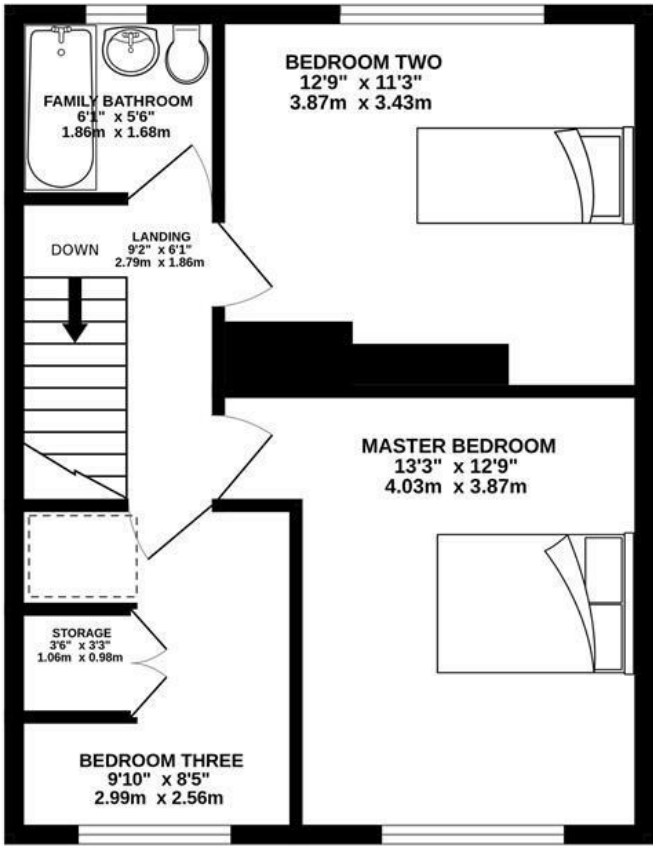 BEDROOM TWO
12'9" x 11'3"
3.87m x 3.43m
FAMILY BATHROOM
6'1" x 5'6"
1.86m x 1.68m
LANDING
9'2" x 6'1"
2.79m x 1.86m
DOWN
MASTER BEDROOM
13'3" x 12'9"
4.03m x 3.87m
STORAGE
3'6" x 3'3"
1.06m x 0.98m
BEDROOM THREE
9'10" x 8'5"
2.99m x 2.56m